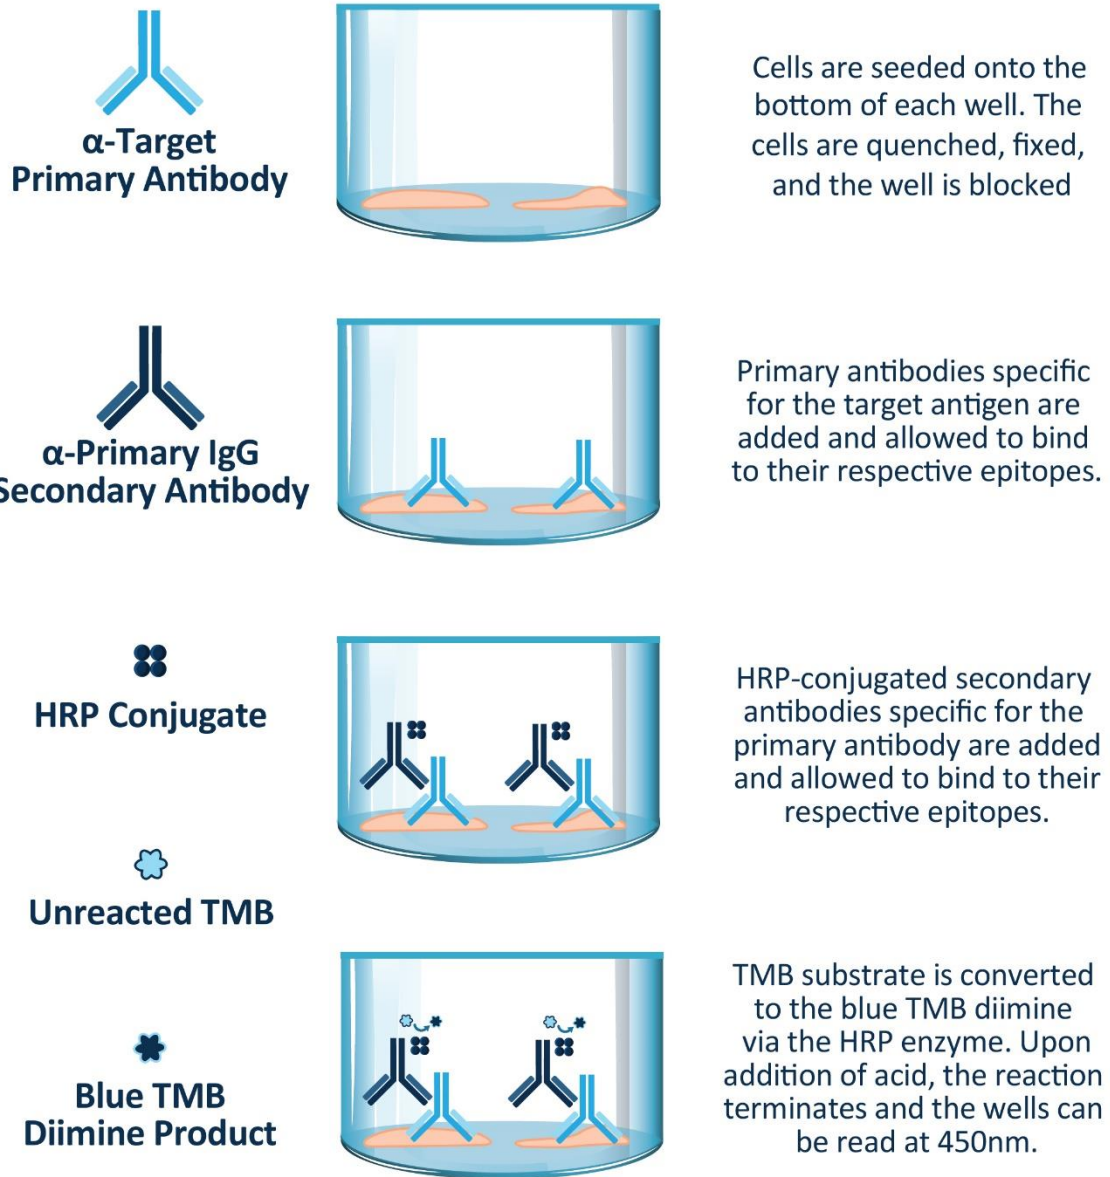 α-Target
Primary Antibody
Cells are seeded onto the
bottom of each well. The
cells are quenched, fixed,
and the well is blocked
α-Primary IgG
Secondary Antibody
Primary antibodies specific
for the target antigen are
added and allowed to bind
to their respective epitopes.
HRP Conjugate
HRP-conjugated secondary
antibodies specific for the
primary antibody are added
and allowed to bind to their
respective epitopes.
Unreacted TMB
Blue TMB
Diimine Product
TMB substrate is converted
to the blue TMB diimine
via the HRP enzyme. Upon
addition of acid, the reaction
terminates and the wells can
be read at 450nm.